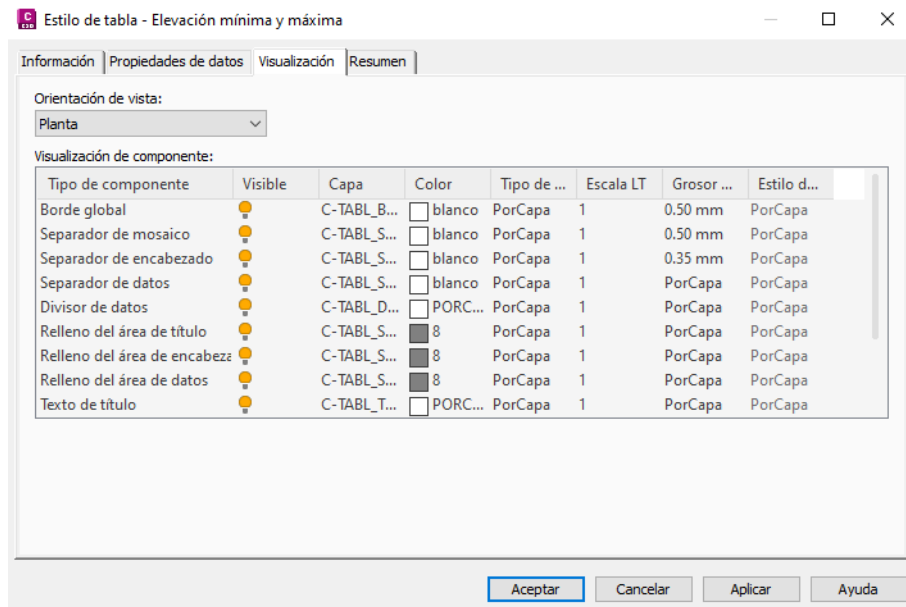 Estilo de tabla - Elevación mínima y máxima
Información Propiedades de datos Visualización Resumen
Orientación de vista:
Planta
Visualización de componente:
Tipo de componente Visible Capa Color Tipo de ... Escala LT Grosor ... Estilo d...
Borde global C-TABL_B... blanco PorCapa 1 0.50 mm PorCapa
Separador de mosaico C-TABL_S... blanco PorCapa 1 0.50 mm PorCapa
Separador de encabezado C-TABL_S... blanco PorCapa 1 0.35 mm PorCapa
Separador de datos C-TABL_S... blanco PorCapa 1 PorCapa PorCapa
Divisor de datos C-TABL_D... PORC... PorCapa 1 PorCapa PorCapa
Relleno del área de título C-TABL_S... 8 PorCapa 1 PorCapa PorCapa
Relleno del área de encabeza C-TABL_S... 8 PorCapa 1 PorCapa PorCapa
Relleno del área de datos C-TABL_S... 8 PorCapa 1 PorCapa PorCapa
Texto de título C-TABL_T... PORC... PorCapa 1 PorCapa PorCapa
Aceptar Cancelar Aplicar Ayuda